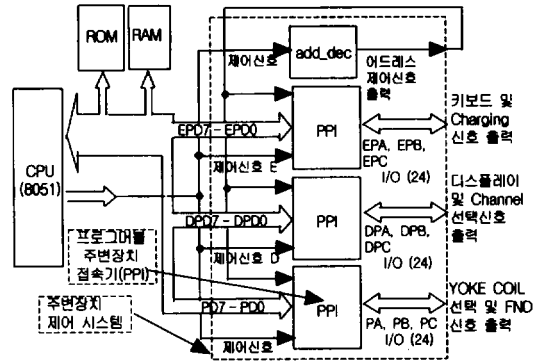 ROM
RAM
add_dec
제어신호
어드레스
제어신호
출력
CPU
(8051)
EPD7 - EPD0
PPI
키보드 및
Charging
신호 출력
제어신호 E
EPA, EPB,
EPC
I/O (24)
DPD7 - DPD0
PPI
디스플레이
및 Channel
선택신호
출력
프로그머블
주변장치
접속기(PPI)
제어신호 D
DPA, DPB,
DPC
I/O (24)
PD7 - PD0
PPI
YOKE COIL
선택 및 FND
신호 출력
주변장치
제어 시스템
제어신호
PA, PB, PC
I/O (24)